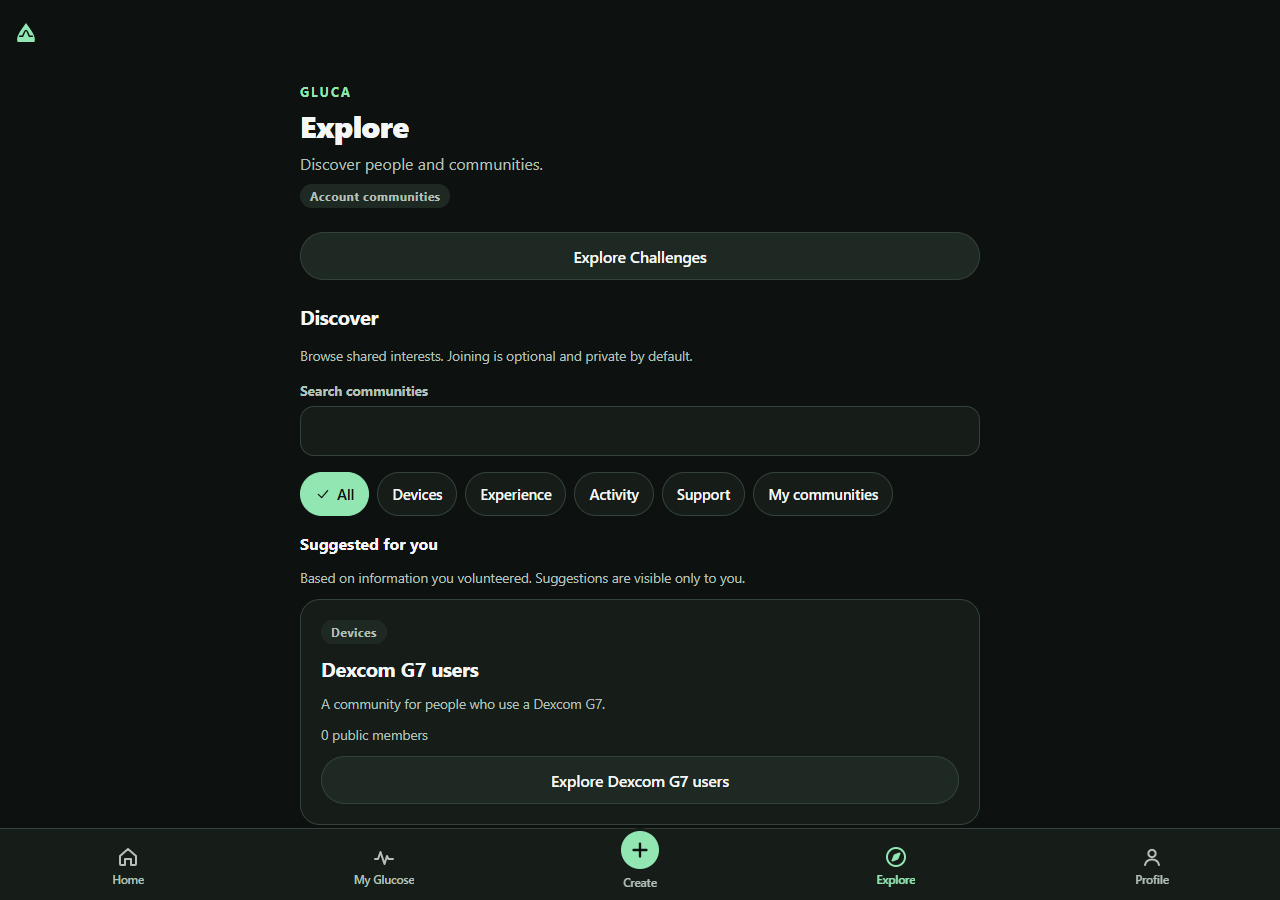 GLUCA
Explore
Discover people and communities.
Account communities
Explore Challenges
Discover
Browse shared interests. Joining is optional and private by default.
Search communities
All
Devices
Experience
Activity
Support
My communities
Suggested for you
Based on information you volunteered. Suggestions are visible only to you.
Devices
Dexcom G7 users
A community for people who use a Dexcom G7.
0 public members
Explore Dexcom G7 users
Home
My Glucose
Create
Explore
Profile